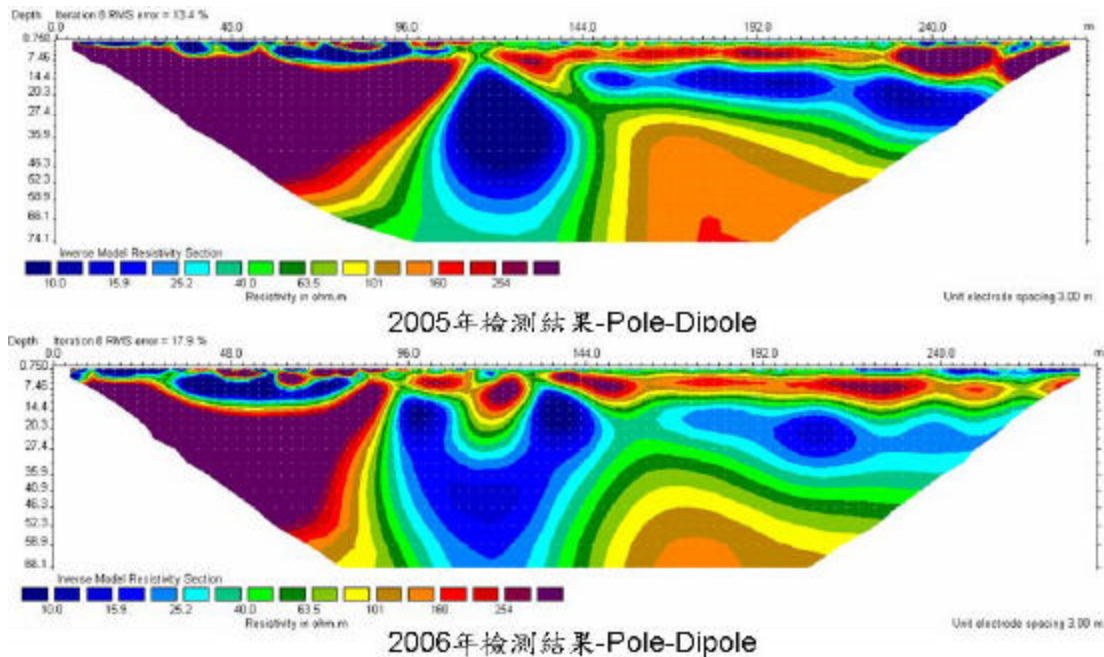 Depth Iteration 6 RMS error = 13.4 %
0.0 48.0 96.0 144.0 192.0 240.0 m
0.750
7.46
14.4
20.3
27.4
35.9
46.3
52.3
58.9
66.1
74.1
Inverse Model Resistivity Section
10.0 15.9 25.2 40.0 63.5 101 160 254
Resistivity in ohm.m
Unit electrode spacing 3.00 m
2005年檢測結果-Pole-Dipole
Depth Iteration 6 RMS error = 17.9 %
0.0 48.0 96.0 144.0 192.0 240.0 m
0.750
7.45
14.4
20.3
27.4
35.9
40.9
46.3
52.3
58.9
66.1
Inverse Model Resistivity Section
10.0 15.9 25.2 40.0 63.5 101 160 254
Resistivity in ohm.m
Unit electrode spacing 3.00 m
2006年檢測結果-Pole-Dipole